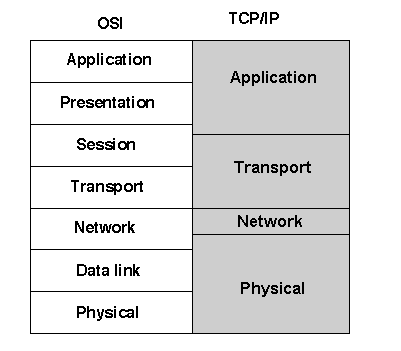 OSI
TCP/IP
Application
Presentation
Session
Transport
Network
Data link
Physical
Application
Transport
Network
Physical